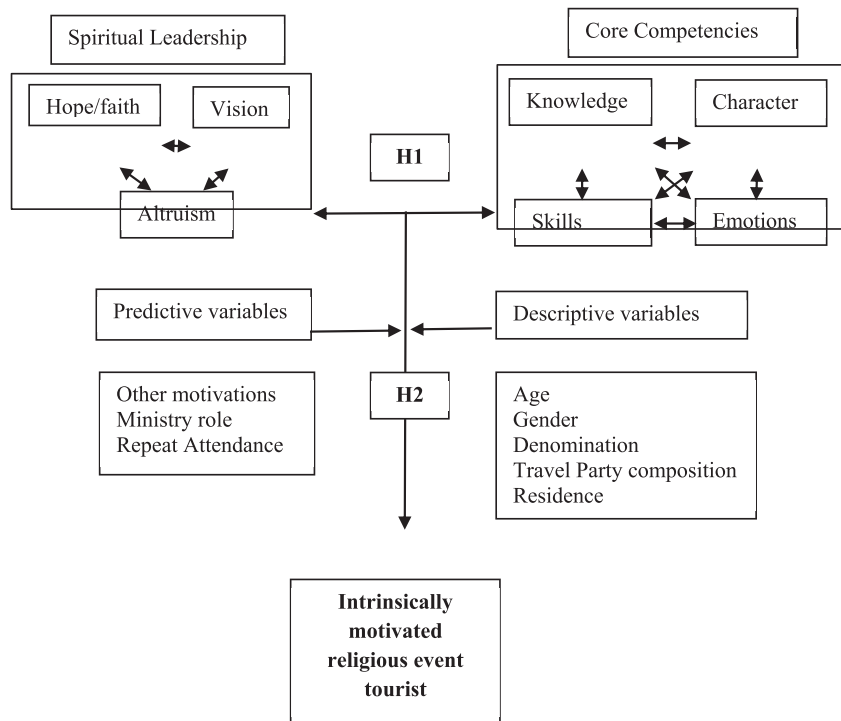 Spiritual Leadership
Core Competencies
Hope/faith
Vision
Altruism
H1
Knowledge
Character
Skills
Emotions
Predictive variables
Descriptive variables
Other motivations
Ministry role
Repeat Attendance
H2
Age
Gender
Denomination
Travel Party composition
Residence
Intrinsically
motivated
religious event
tourist